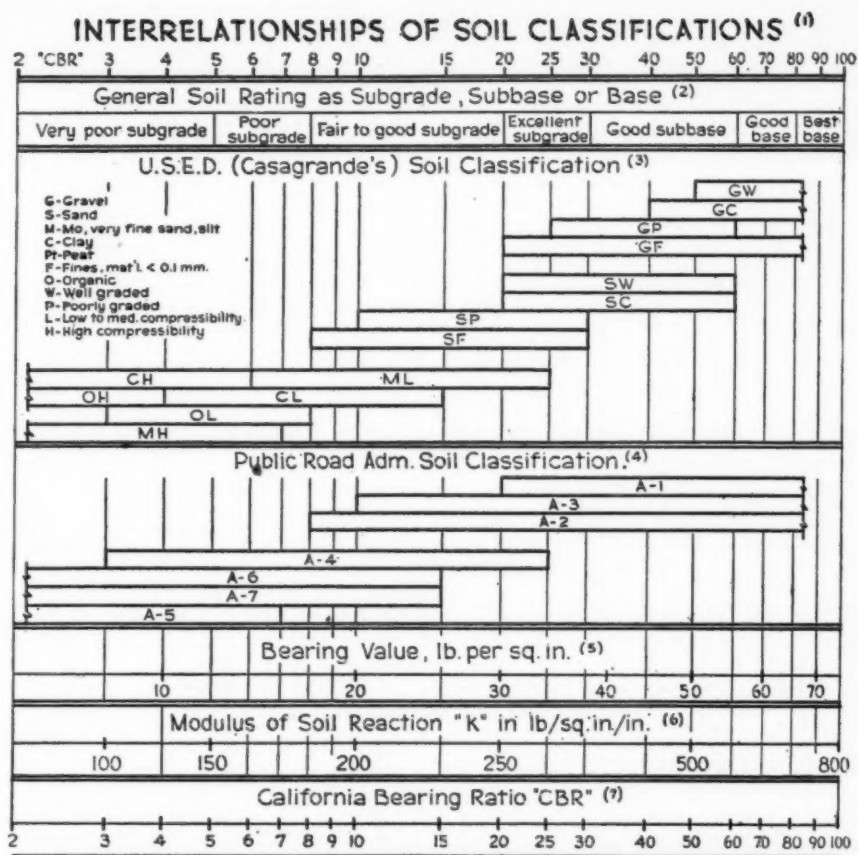 INTERRELATIONSHIPS OF SOIL CLASSIFICATIONS (1)
2 "CBR" 3 4 5 6 7 8 9 10 15 20 25 30 40 50 60 70 80 90 100
General Soil Rating as Subgrade, Subbase or Base (2)
Very poor subgrade
Poor subgrade
Fair to good subgrade
Excellent subgrade
Good subbase
Good base
Best base
U.S.E.D. (Casagrande's) Soil Classification (3)
G-Gravel
S-Sand
M-Mo, very fine sand, silt
C-Clay
Pt-Peat
F-Fines, mat'l. < 0.1 mm.
O-Organic
W-Well graded
P-Poorly graded
L-Low to med. compressibility
H-High compressibility
GW
GC
GP
GF
SW
SC
SP
SF
CH ML
OH CL
OL
MH
Public Road Adm. Soil Classification. (4)
A-1
A-3
A-2
A-4
A-6
A-7
A-5
Bearing Value, lb. per sq. in. (5)
10 20 30 40 50 60 70
Modulus of Soil Reaction "k" in lb/sq.in/in. (6)
100 150 200 250 500 800
California Bearing Ratio "CBR" (7)
2 3 4 5 6 7 8 9 10 15 20 25 30 40 50 60 70 80 90 100